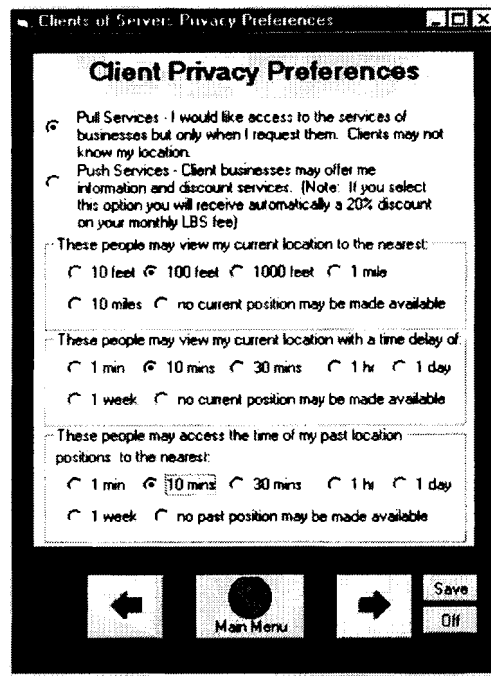 Clients of Server: Privacy Preferences
Client Privacy Preferences
Pull Services - I would like access to the services of
businesses but only when I request them. Clients may not
know my location.
Push Services - Client businesses may offer me
information and discount services. (Note: If you select
this option you will receive automatically a 20% discount
on your monthly LBS fee)
These people may view my current location to the nearest:
10 feet 100 feet 1000 feet 1 mile
10 miles no current position may be made available
These people may view my current location with a time delay of:
1 min 10 mins 30 mins 1 hr 1 day
1 week no current position may be made available
These people may access the time of my past location
positions to the nearest:
1 min 10 mins 30 mins 1 hr 1 day
1 week no past position may be made available
Main Menu
Save
Off